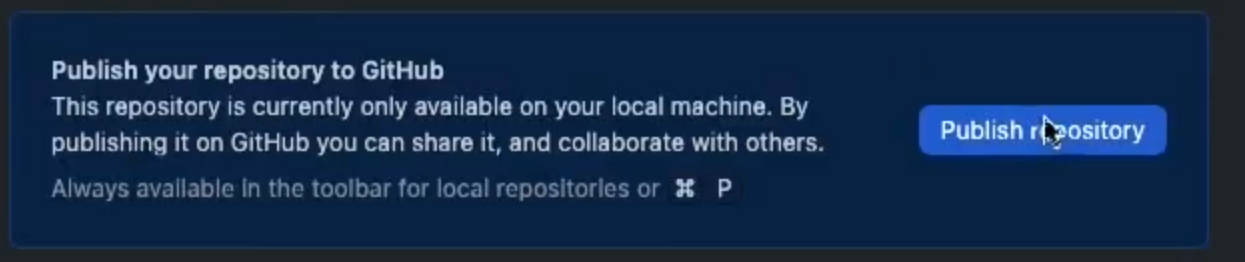 Publish your repository to GitHub
This repository is currently only available on your local machine. By
publishing it on GitHub you can share it, and collaborate with others.
Publish repository
Always available in the toolbar for local repositories or ⌘ P